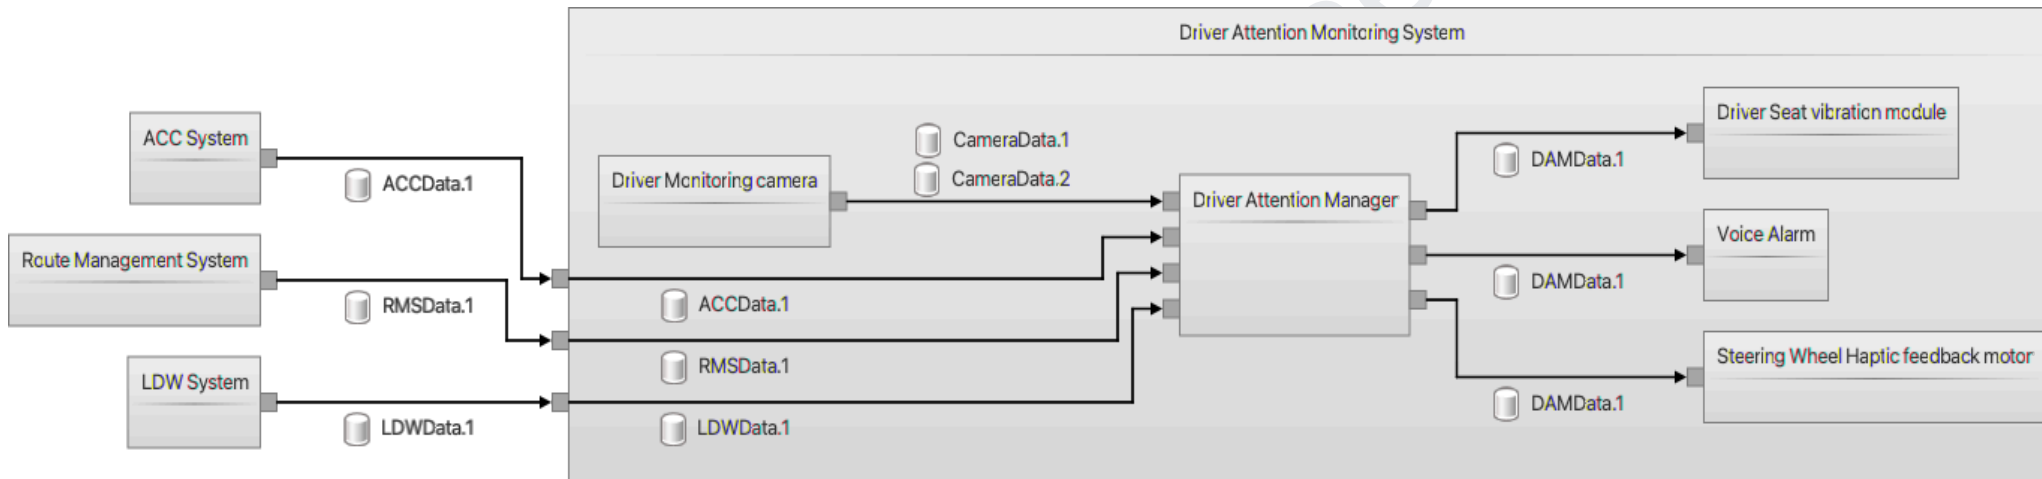 Driver Attention Monitoring System
ACC System
ACCData.1
Route Management System
RMSData.1
LDW System
LDWData.1
Driver Monitoring camera
CameraData.1
CameraData.2
ACCData.1
RMSData.1
LDWData.1
Driver Attention Manager
DAMData.1
Driver Seat vibration module
DAMData.1
Voice Alarm
DAMData.1
Steering Wheel Haptic feedback motor